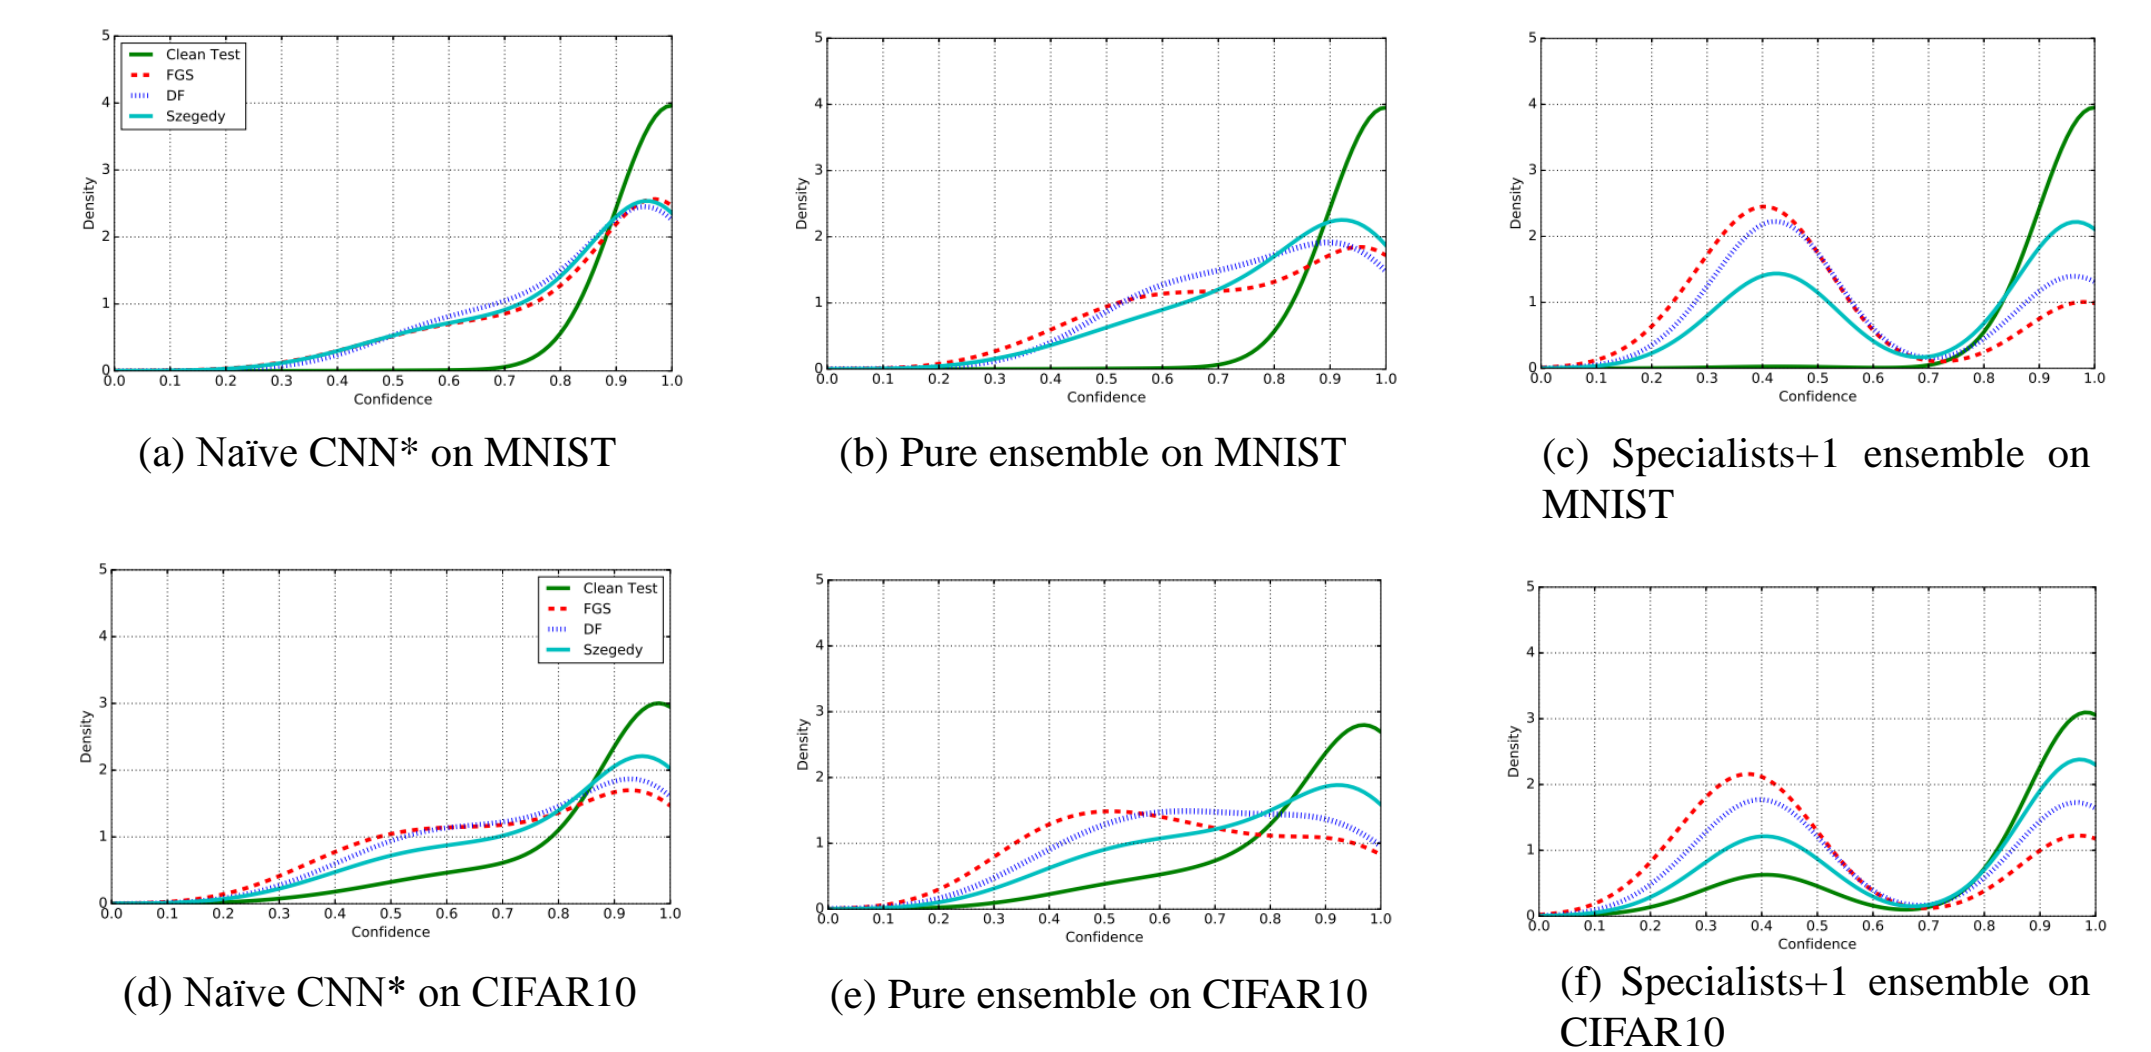 5
4
3
2
1
0
Density
Clean Test
FGS
DF
Szegedy
0.0 0.1 0.2 0.3 0.4 0.5 0.6 0.7 0.8 0.9 1.0
Confidence
(a) Naïve CNN* on MNIST
5
4
3
2
1
0
Density
0.0 0.1 0.2 0.3 0.4 0.5 0.6 0.7 0.8 0.9 1.0
Confidence
(b) Pure ensemble on MNIST
5
4
3
2
1
0
Density
0.0 0.1 0.2 0.3 0.4 0.5 0.6 0.7 0.8 0.9 1.0
Confidence
(c) Specialists+1 ensemble on
MNIST
5
4
3
2
1
0
Density
Clean Test
FGS
DF
Szegedy
0.0 0.1 0.2 0.3 0.4 0.5 0.6 0.7 0.8 0.9 1.0
Confidence
(d) Naïve CNN* on CIFAR10
5
4
3
2
1
0
Density
0.0 0.1 0.2 0.3 0.4 0.5 0.6 0.7 0.8 0.9 1.0
Confidence
(e) Pure ensemble on CIFAR10
5
4
3
2
1
0
Density
0.0 0.1 0.2 0.3 0.4 0.5 0.6 0.7 0.8 0.9 1.0
Confidence
(f) Specialists+1 ensemble on
CIFAR10